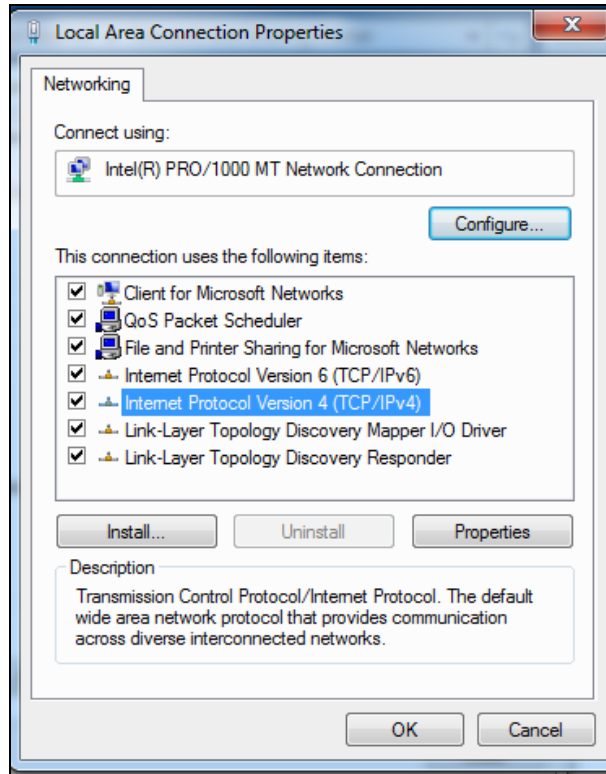 Local Area Connection Properties
Networking
Connect using:
Intel(R) PRO/1000 MT Network Connection
Configure...
This connection uses the following items:
Client for Microsoft Networks
QoS Packet Scheduler
File and Printer Sharing for Microsoft Networks
Internet Protocol Version 6 (TCP/IPv6)
Internet Protocol Version 4 (TCP/IPv4)
Link-Layer Topology Discovery Mapper I/O Driver
Link-Layer Topology Discovery Responder
Install... Uninstall Properties
Description
Transmission Control Protocol/Internet Protocol. The default
wide area network protocol that provides communication
across diverse interconnected networks.
OK Cancel